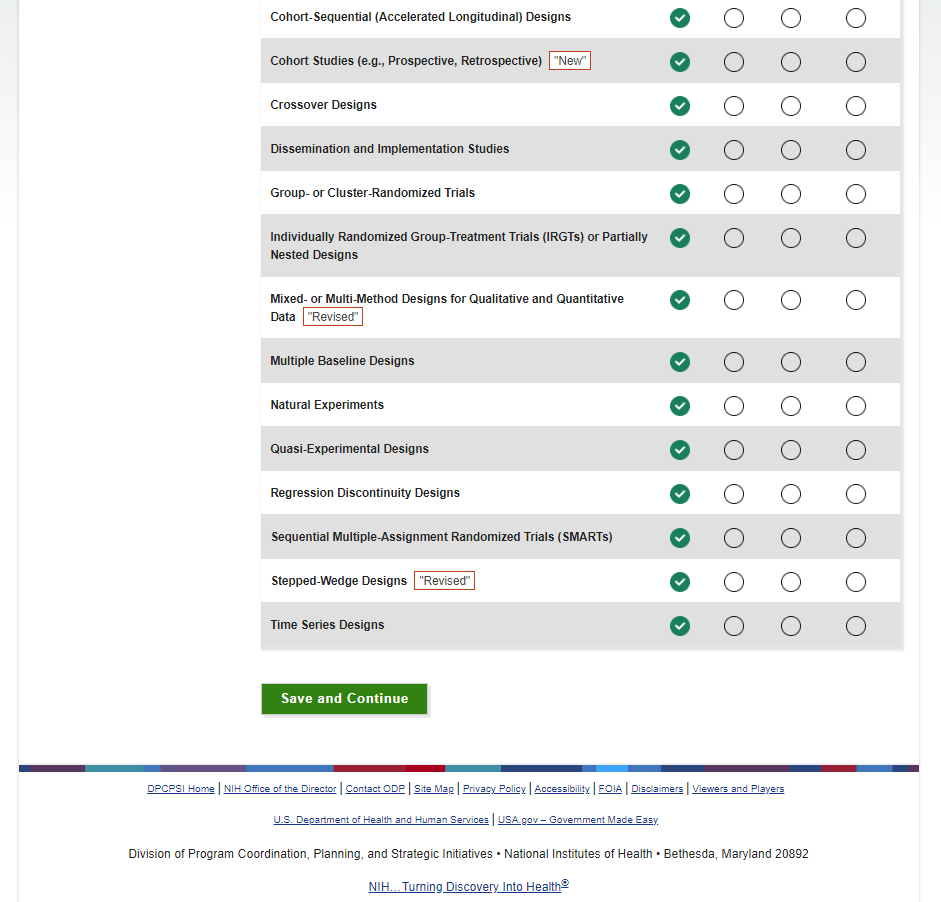 Cohort-Sequential (Accelerated Longitudinal) Designs
Cohort Studies (e.g., Prospective, Retrospective) "New"
Crossover Designs
Dissemination and Implementation Studies
Group- or Cluster-Randomized Trials
Individually Randomized Group-Treatment Trials (IRGTs) or Partially
Nested Designs
Mixed- or Multi-Method Designs for Qualitative and Quantitative
Data "Revised"
Multiple Baseline Designs
Natural Experiments
Quasi-Experimental Designs
Regression Discontinuity Designs
Sequential Multiple-Assignment Randomized Trials (SMARTs)
Stepped-Wedge Designs "Revised"
Time Series Designs
Save and Continue
DPCPSI Home | NIH Office of the Director | Contact ODP | Site Map | Privacy Policy | Accessibility | FOIA | Disclaimers | Viewers and Players
U.S. Department of Health and Human Services | USA.gov – Government Made Easy
Division of Program Coordination, Planning, and Strategic Initiatives • National Institutes of Health • Bethesda, Maryland 20892
NIH…Turning Discovery Into Health®